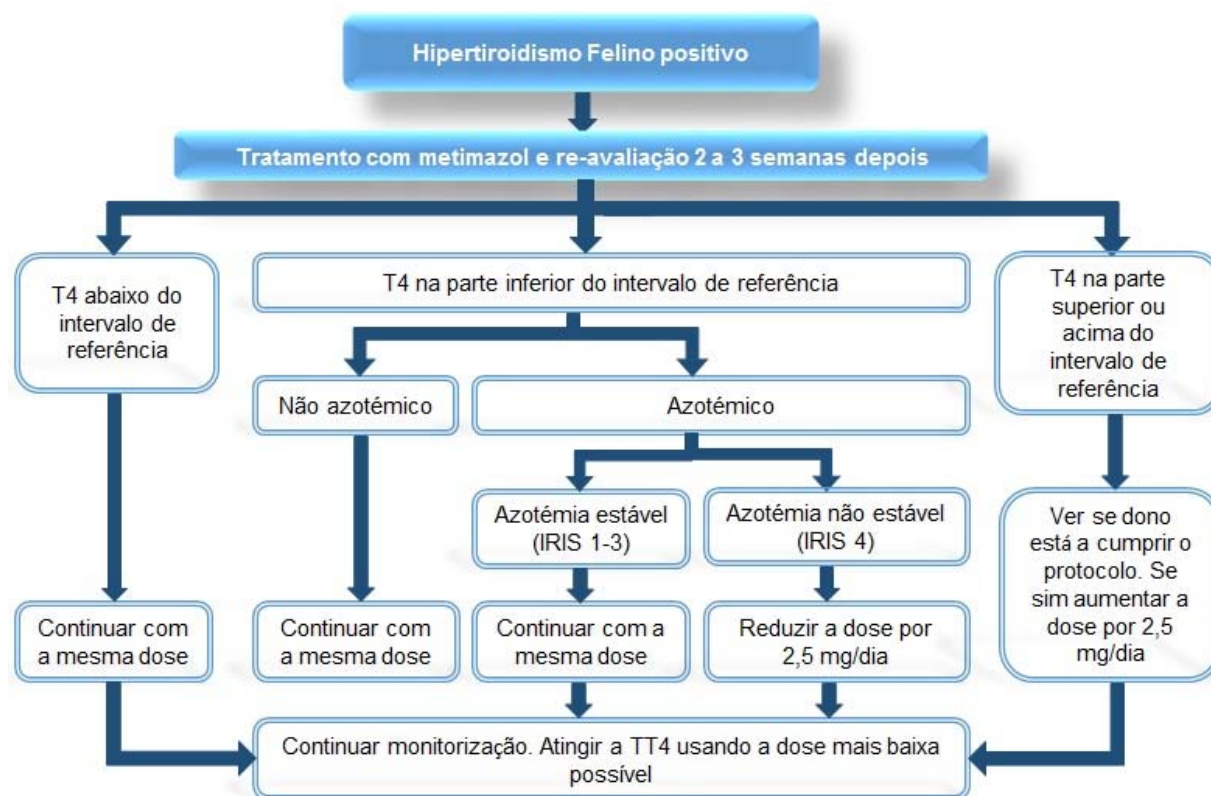 Hipertiroidismo Felino positivo
Tratamento com metimazol e re-avaliação 2 a 3 semanas depois
T4 abaixo do
intervalo de
referência
T4 na parte inferior do intervalo de referência
T4 na parte
superior ou
acima do
intervalo de
referência
Não azotémico
Azotémico
Azotémia estável
(IRIS 1-3)
Azotémia não estável
(IRIS 4)
Ver se dono
está a cumprir o
protocolo. Se
sim aumentar a
dose por 2,5
mg/dia
Continuar com
a mesma dose
Continuar com
a mesma dose
Continuar com a
mesma dose
Reduzir a dose por
2,5 mg/dia
Continuar monitorização. Atingir a TT4 usando a dose mais baixa
possível